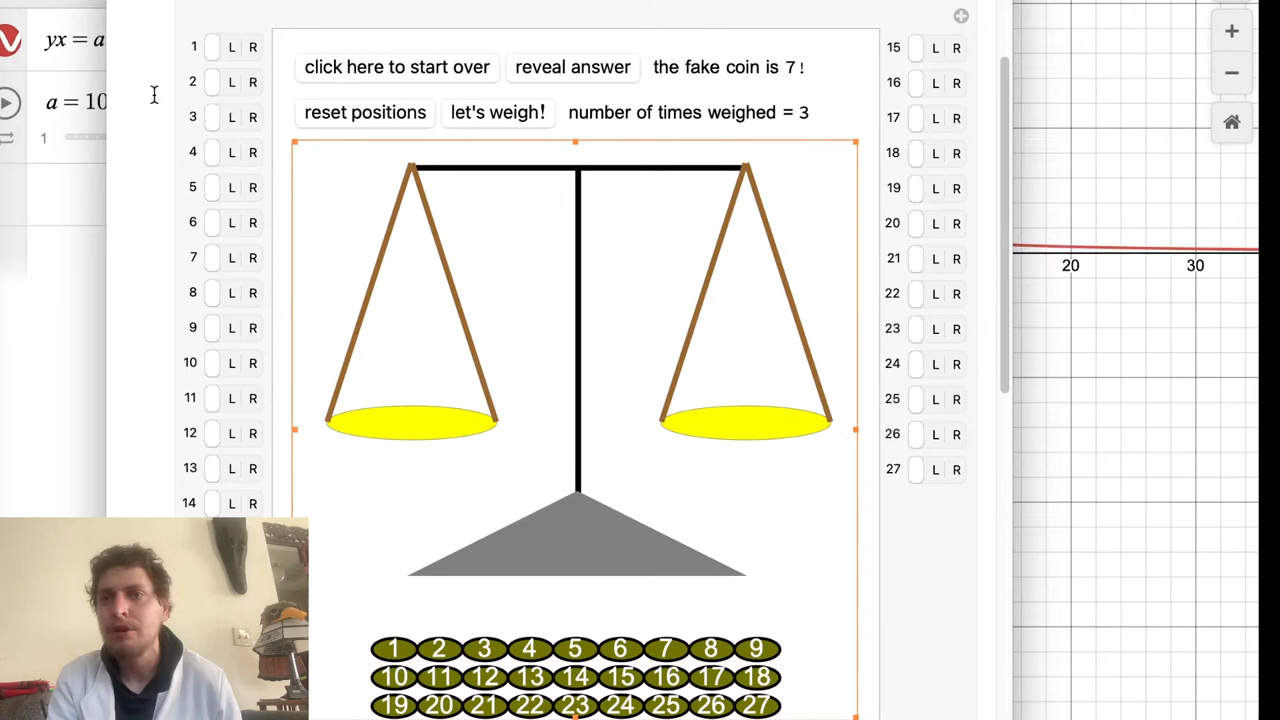 yx = a
a = 10
1
click here to start over
reveal answer
the fake coin is 7 !
reset positions
let's weigh!
number of times weighed = 3
1 L R
2 L R
3 L R
4 L R
5 L R
6 L R
7 L R
8 L R
9 L R
10 L R
11 L R
12 L R
13 L R
14 L R
15 L R
16 L R
17 L R
18 L R
19 L R
20 L R
21 L R
22 L R
23 L R
24 L R
25 L R
26 L R
27 L R
1 2 3 4 5 6 7 8 9
10 11 12 13 14 15 16 17 18
19 20 21 22 23 24 25 26 27
20 30